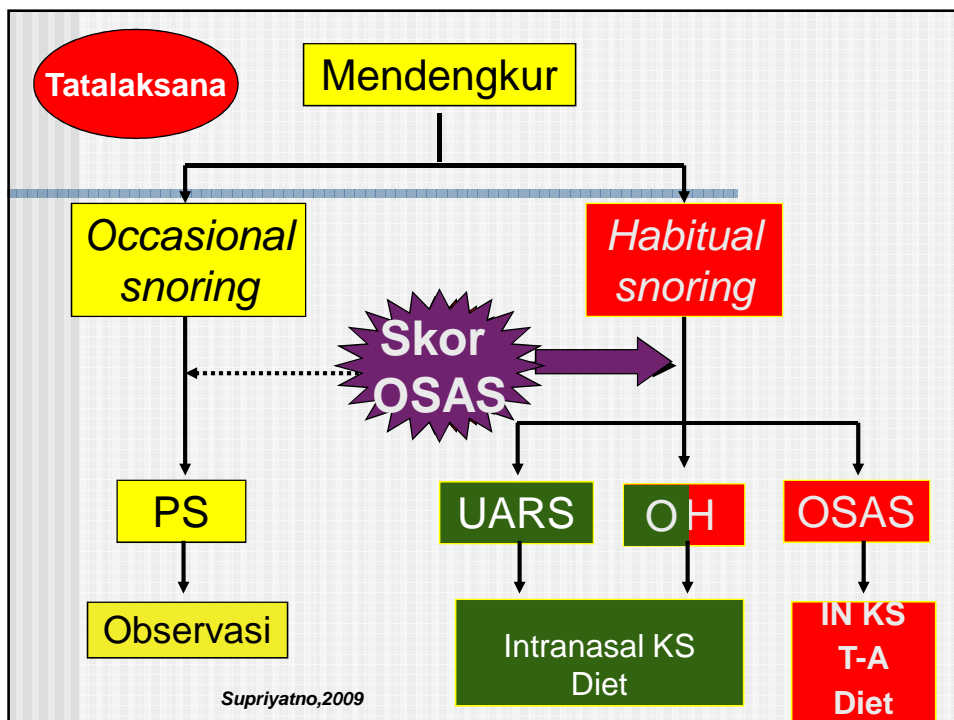 Tatalaksana
Mendengkur
Occasional
snoring
Habitual
snoring
Skor
OSAS
PS
UARS
OH
OSAS
Observasi
Intranasal KS
Diet
IN KS
T-A
Diet
Supriyatno,2009